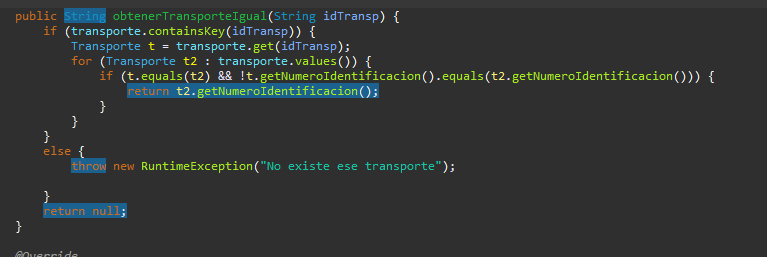 public String obtenerTransporteIgual(String idTransp) {
if (transporte.containsKey(idTransp)) {
Transporte t = transporte.get(idTransp);
for (Transporte t2 : transporte.values()) {
if (t.equals(t2) && !t.getNumeroIdentificacion().equals(t2.getNumeroIdentificacion())) {
return t2.getNumeroIdentificacion();
}
}
}
else {
throw new RuntimeException("No existe ese transporte");
}
return null;
}
@Override